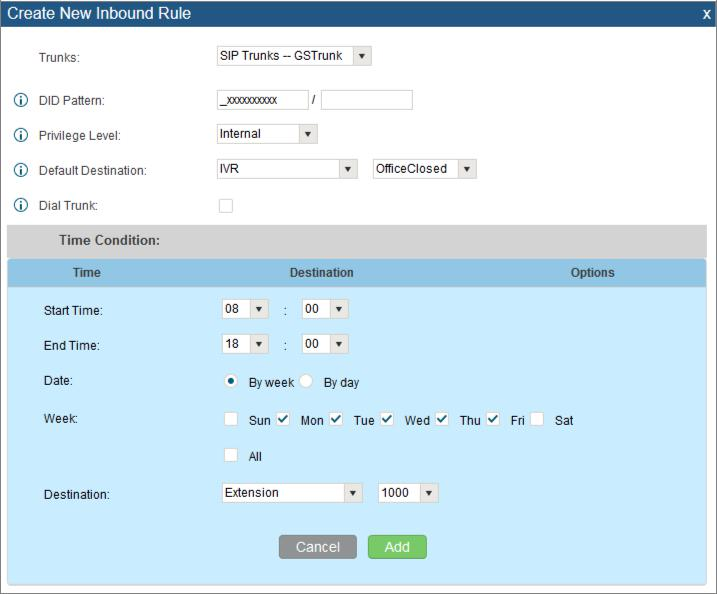 Create New Inbound Rule x
Trunks: SIP Trunks -- GSTrunk
DID Pattern: _xxxxxxxxxx /
Privilege Level: Internal
Default Destination: IVR OfficeClosed
Dial Trunk:
Time Condition:
Time Destination Options
Start Time: 08 : 00
End Time: 18 : 00
Date: By week By day
Week: Sun Mon Tue Wed Thu Fri Sat
All
Destination: Extension 1000
Cancel Add